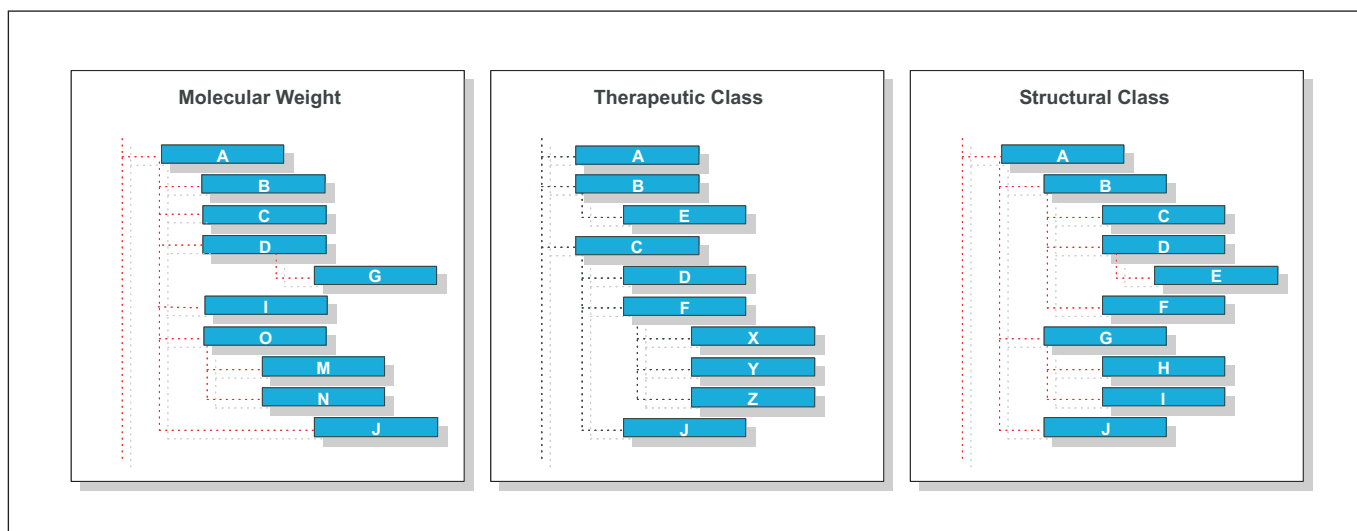 Molecular Weight
A
B
C
D
G
I
O
M
N
J
Therapeutic Class
A
B
E
C
D
F
X
Y
Z
J
Structural Class
A
B
C
D
E
F
G
H
I
J